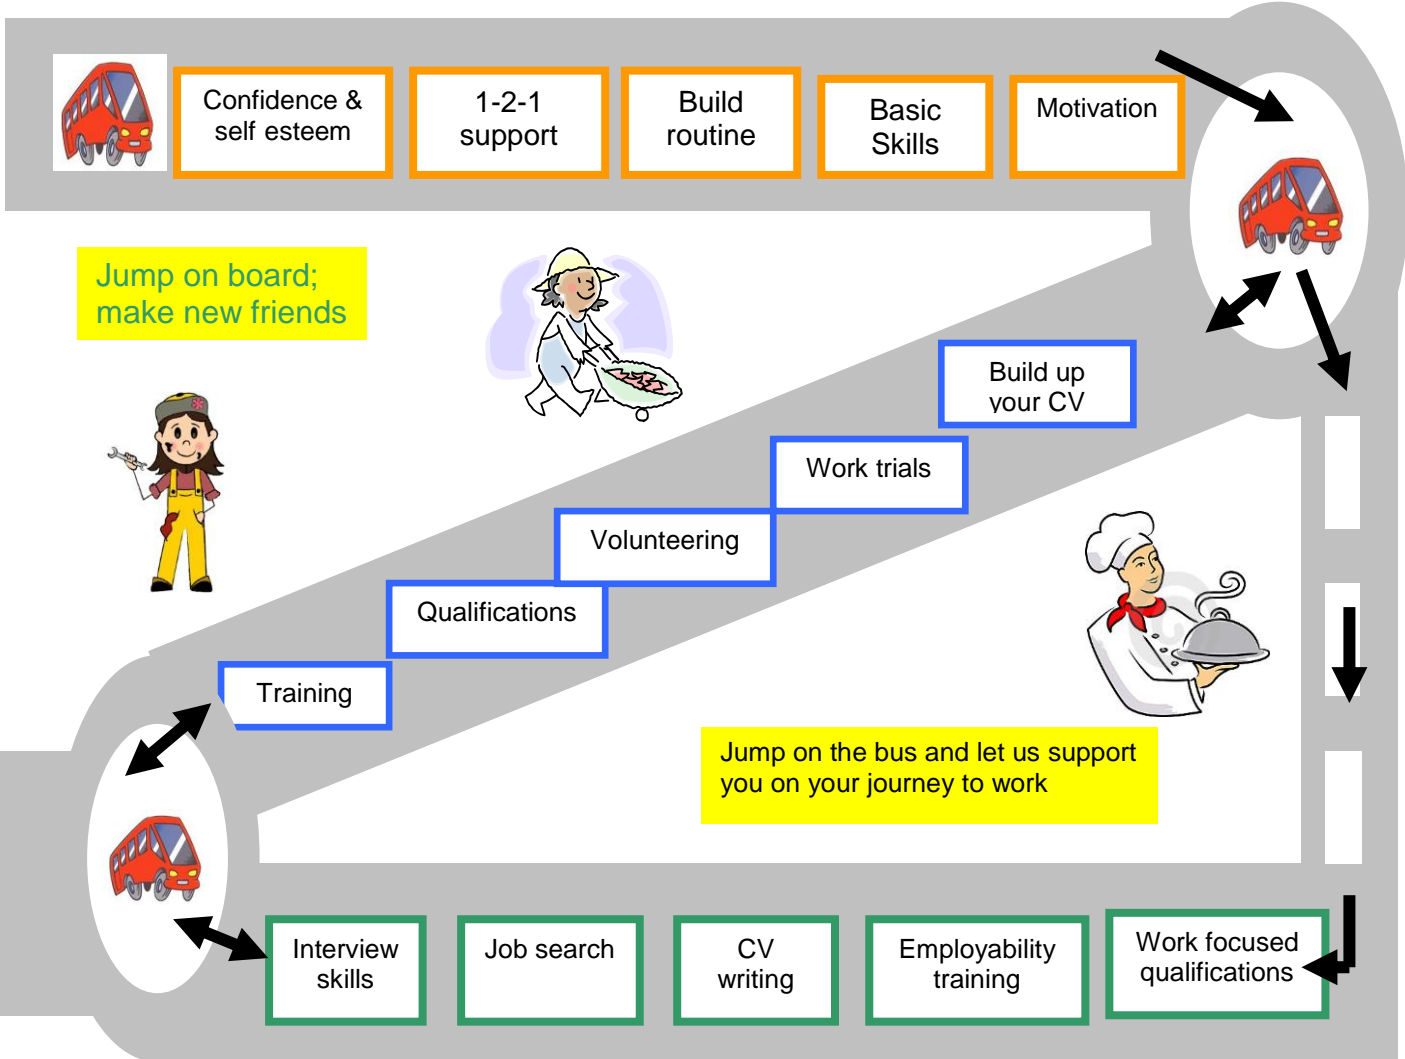 Confidence &
self esteem
1-2-1
support
Build
routine
Basic
Skills
Motivation
Jump on board;
make new friends
Build up
your CV
Work trials
Volunteering
Qualifications
Training
Jump on the bus and let us support
you on your journey to work
Interview
skills
Job search
CV
writing
Employability
training
Work focused
qualifications